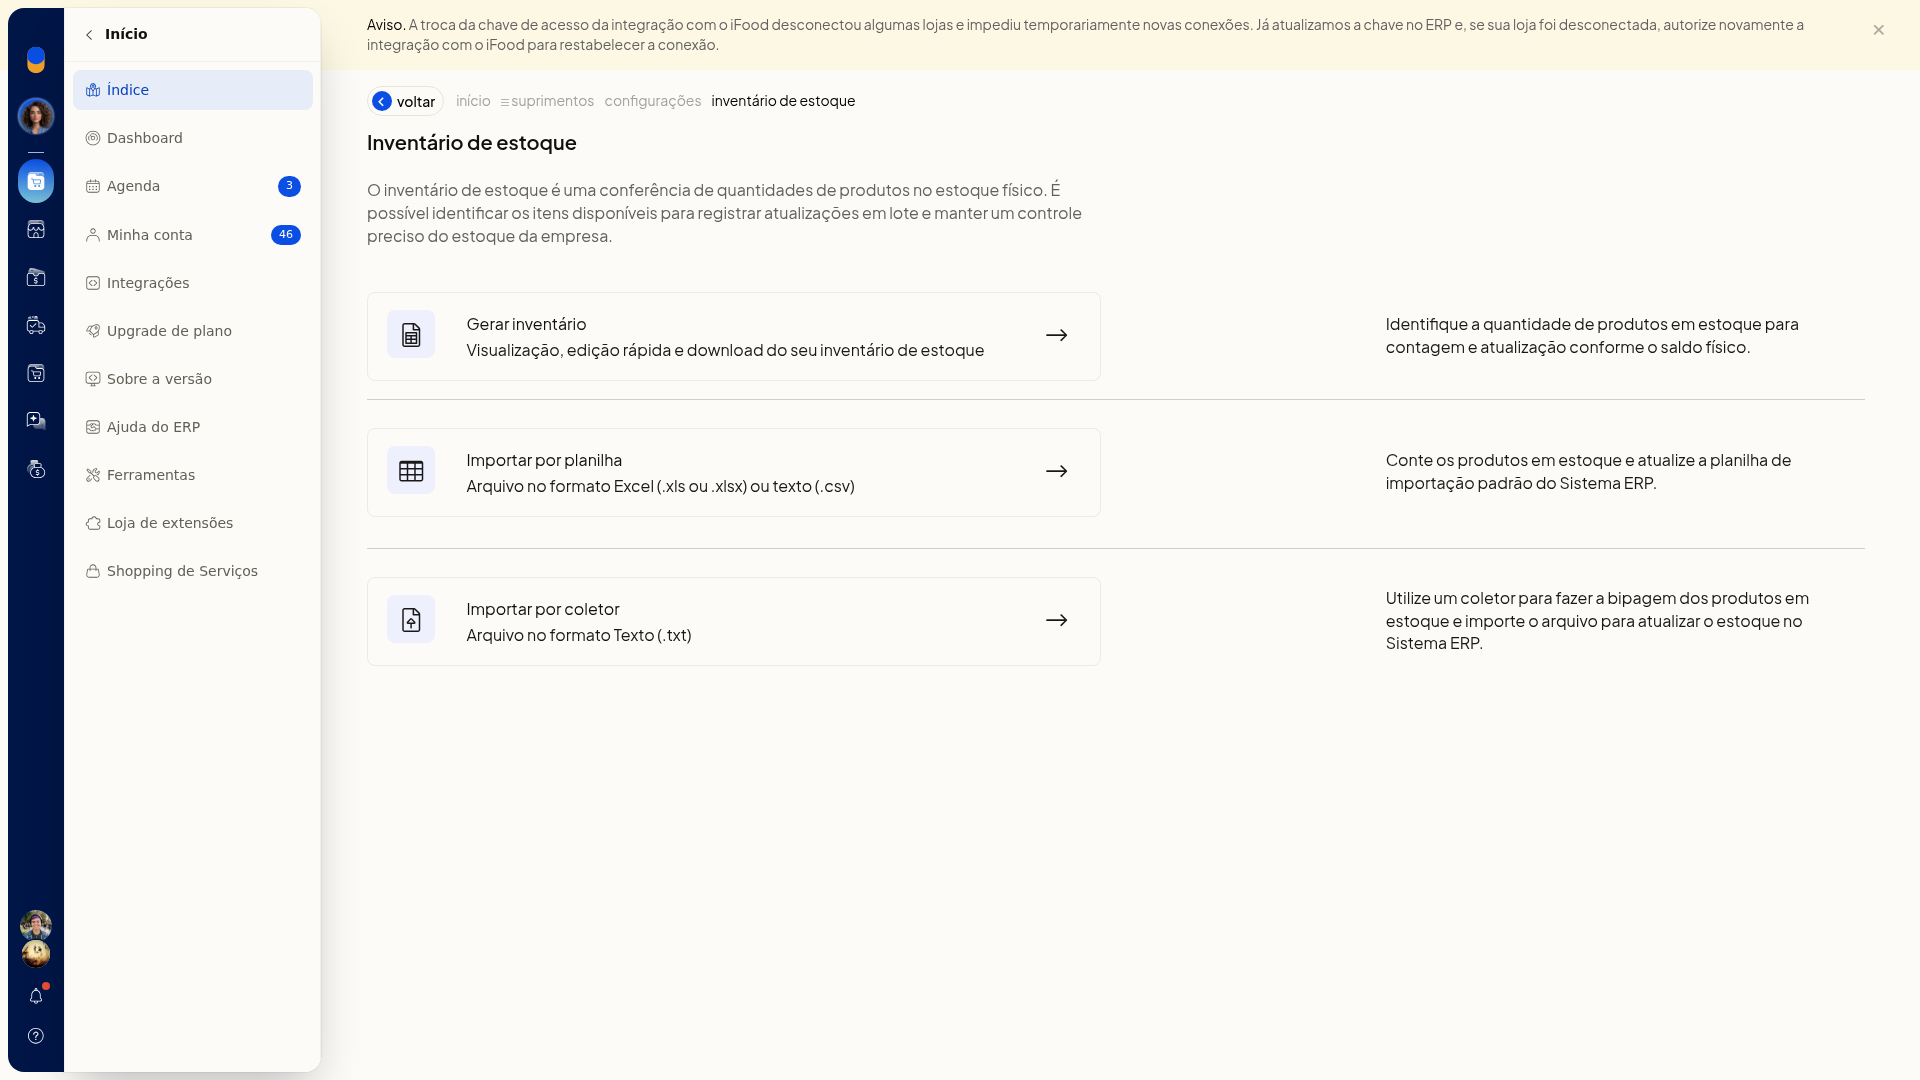 Início
Índice
Dashboard
Agenda 3
Minha conta 46
Integrações
Upgrade de plano
Sobre a versão
Ajuda do ERP
Ferramentas
Loja de extensões
Shopping de Serviços
Aviso. A troca da chave de acesso da integração com o iFood desconectou algumas lojas e impediu temporariamente novas conexões. Já atualizamos a chave no ERP e, se sua loja foi desconectada, autorize novamente a
integração com o iFood para restabelecer a conexão.
voltar início suprimentos configurações inventário de estoque
Inventário de estoque
O inventário de estoque é uma conferência de quantidades de produtos no estoque físico. É
possível identificar os itens disponíveis para registrar atualizações em lote e manter um controle
preciso do estoque da empresa.
Gerar inventário
Visualização, edição rápida e download do seu inventário de estoque
Identifique a quantidade de produtos em estoque para
contagem e atualização conforme o saldo físico.
Importar por planilha
Arquivo no formato Excel (.xls ou .xlsx) ou texto (.csv)
Conte os produtos em estoque e atualize a planilha de
importação padrão do Sistema ERP.
Importar por coletor
Arquivo no formato Texto (.txt)
Utilize um coletor para fazer a bipagem dos produtos em
estoque e importe o arquivo para atualizar o estoque no
Sistema ERP.